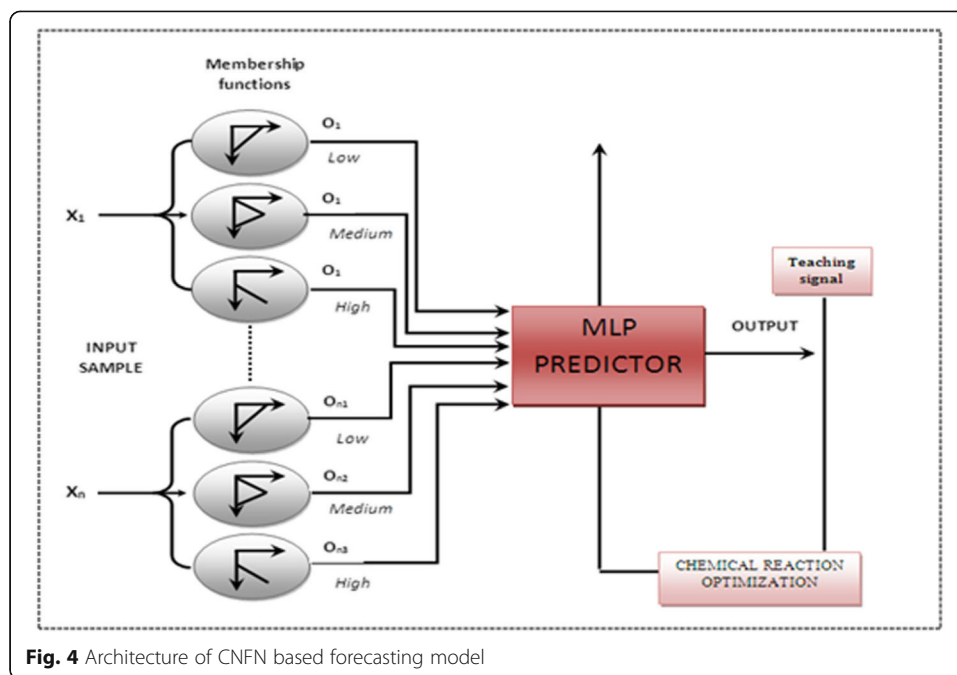 Membership
functions
O1
Low
X1
O1
Medium
O1
High
INPUT
SAMPLE
MLP
PREDICTOR
OUTPUT
Teaching
signal
On1
Low
Xn
On2
Medium
On3
High
CHEMICAL REACTION
OPTIMIZATION
Fig. 4 Architecture of CNFN based forecasting model